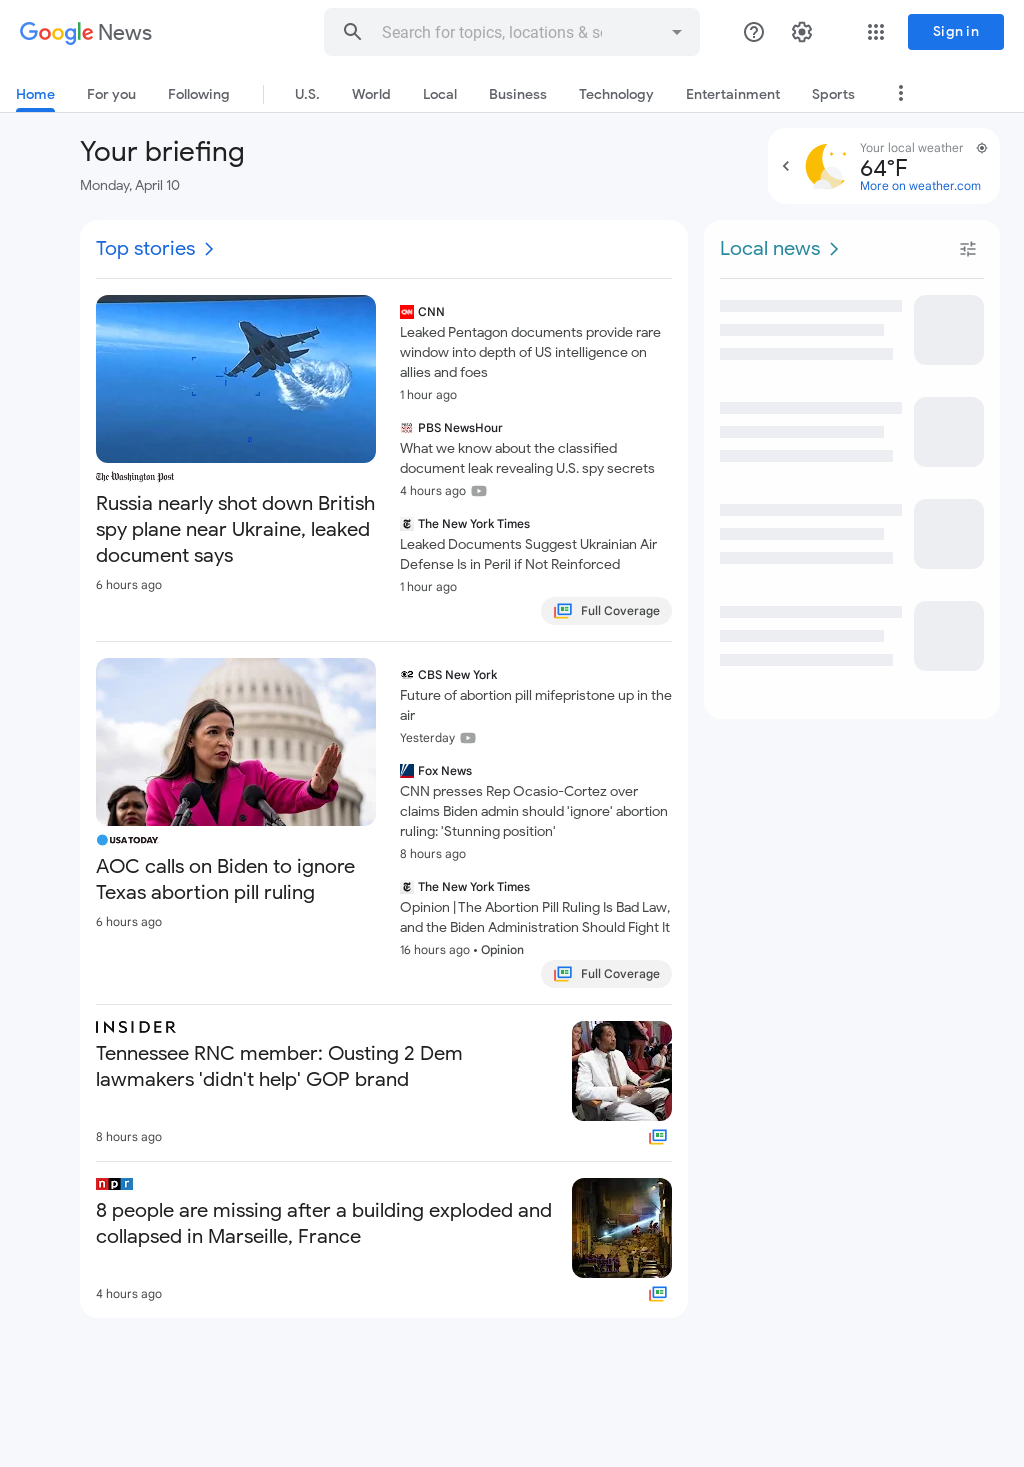 Google News
Search for topics, locations & so
Sign in
Home
For you
Following
U.S.
World
Local
Business
Technology
Entertainment
Sports
Your briefing
Monday, April 10
Your local weather
64°F
More on weather.com
Top stories
The Washington Post
Russia nearly shot down British
spy plane near Ukraine, leaked
document says
6 hours ago
CNN
CNN
Leaked Pentagon documents provide rare
window into depth of US intelligence on
allies and foes
1 hour ago
PBS NewsHour
What we know about the classified
document leak revealing U.S. spy secrets
4 hours ago
The New York Times
Leaked Documents Suggest Ukrainian Air
Defense Is in Peril if Not Reinforced
1 hour ago
Full Coverage
USA TODAY
AOC calls on Biden to ignore
Texas abortion pill ruling
6 hours ago
CBS New York
Future of abortion pill mifepristone up in the
air
Yesterday
Fox News
CNN presses Rep Ocasio-Cortez over
claims Biden admin should 'ignore' abortion
ruling: 'Stunning position'
8 hours ago
The New York Times
Opinion | The Abortion Pill Ruling Is Bad Law,
and the Biden Administration Should Fight It
16 hours ago • Opinion
Full Coverage
INSIDER
Tennessee RNC member: Ousting 2 Dem
lawmakers 'didn't help' GOP brand
8 hours ago
npr
8 people are missing after a building exploded and
collapsed in Marseille, France
4 hours ago
Local news